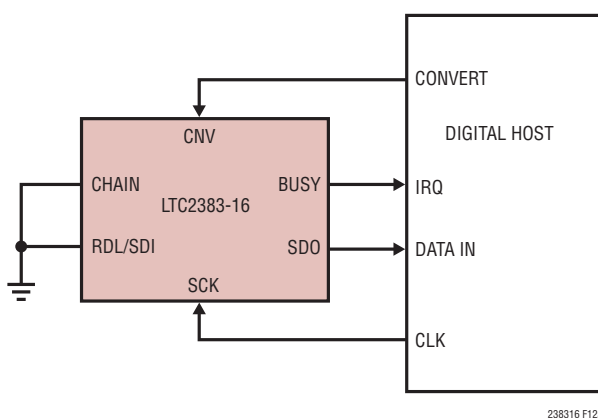 CONVERT
CNV
DIGITAL HOST
CHAIN
BUSY
IRQ
LTC2383-16
RDL/SDI
SDO
DATA IN
SCK
CLK
238316 F12